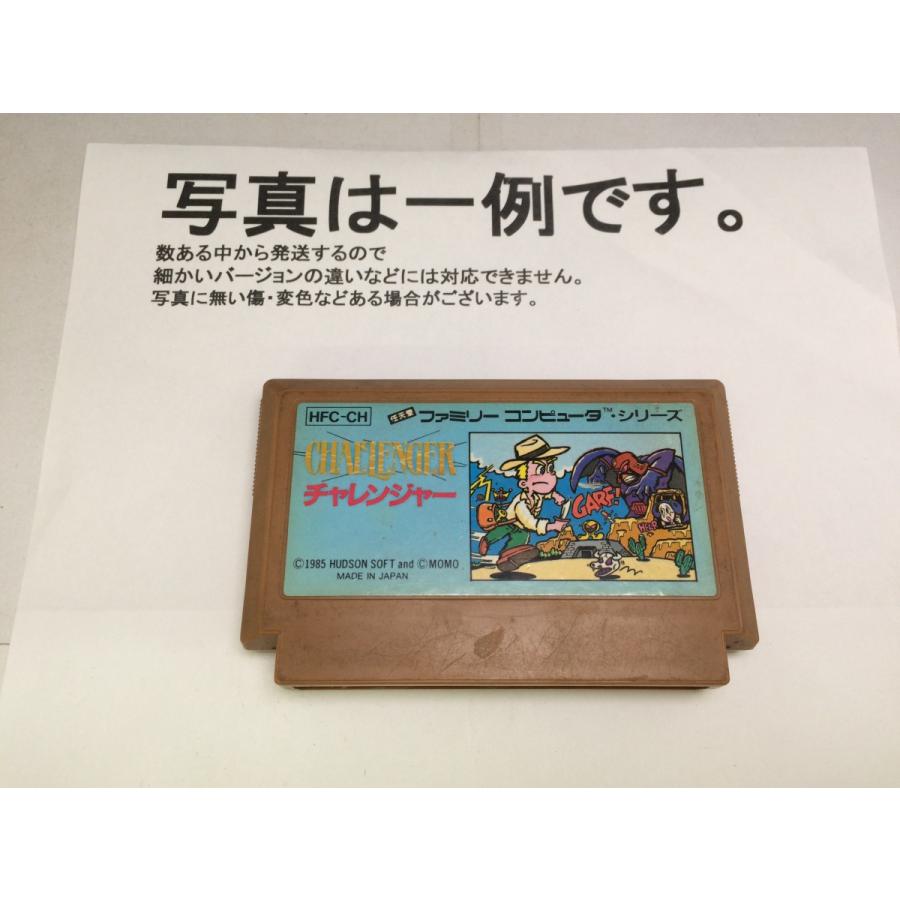 写真は一例です。
数ある中から発送するので
細かいバージョンの違いなどには対応できません。
写真に無い傷・変色などある場合がございます。
HFC-CH 任天堂 ファミリー コンピュータ™・シリーズ
CHALLENGER
チャレンジャー
GARF!
HELP
©1985 HUDSON SOFT and ©MOMO
MADE IN JAPAN